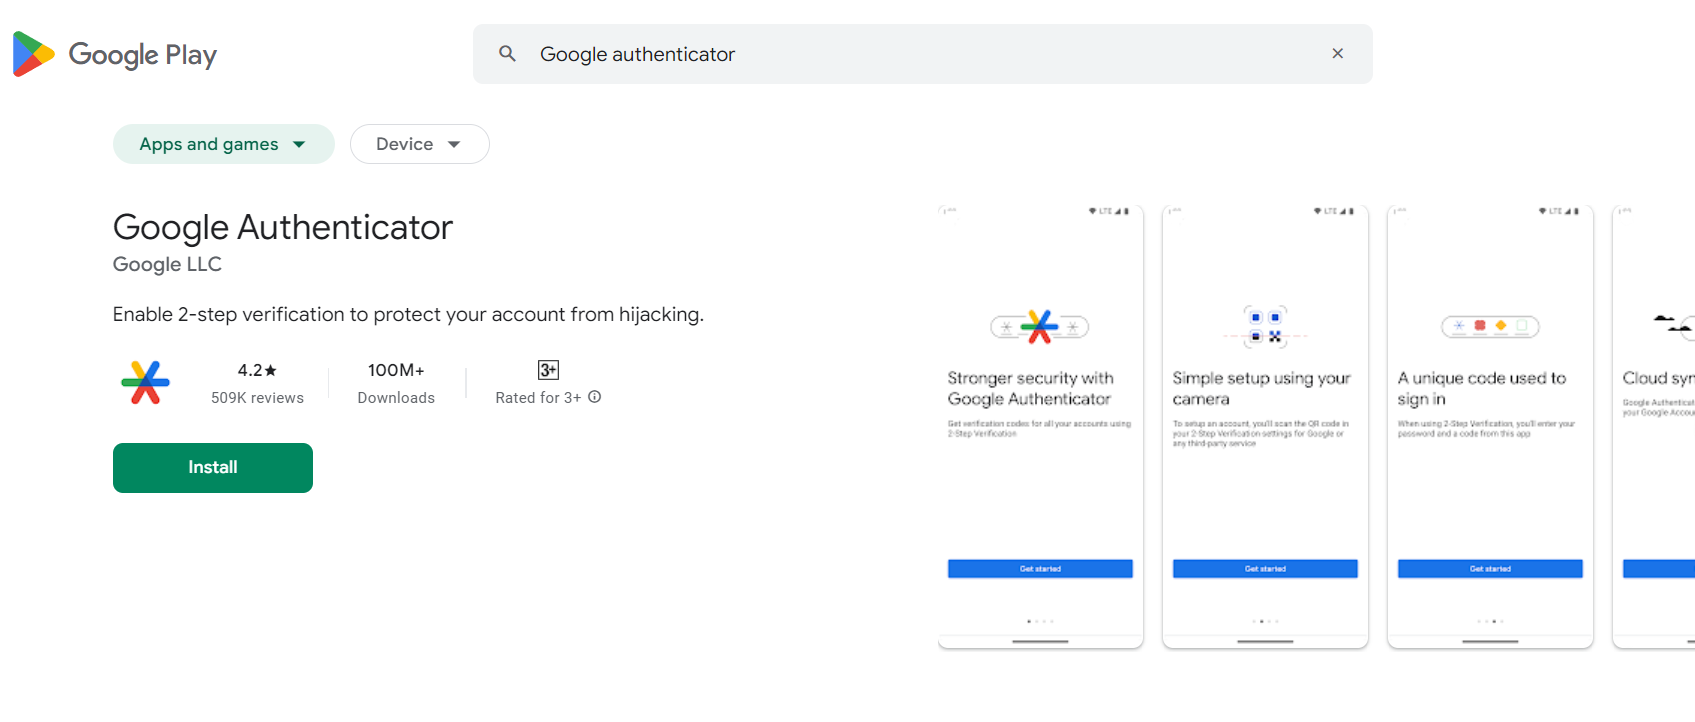 Google Play
Google authenticator
Apps and games
Device
Google Authenticator
Google LLC
Enable 2-step verification to protect your account from hijacking.
4.2★
509K reviews
100M+
Downloads
3+
Rated for 3+
Install
LTE
Stronger security with
Google Authenticator
Get verification codes for all your accounts using
2-Step Verification
Get started
LTE
Simple setup using your
camera
To setup an account, you'll scan the QR code in
your 2-Step Verification settings for Google or
any third-party service
Get started
LTE
A unique code used to
sign in
When using 2-Step Verification, you'll enter your
password and a code from this app
Get started
Cloud syn
Google Authenticat
your Google Accou